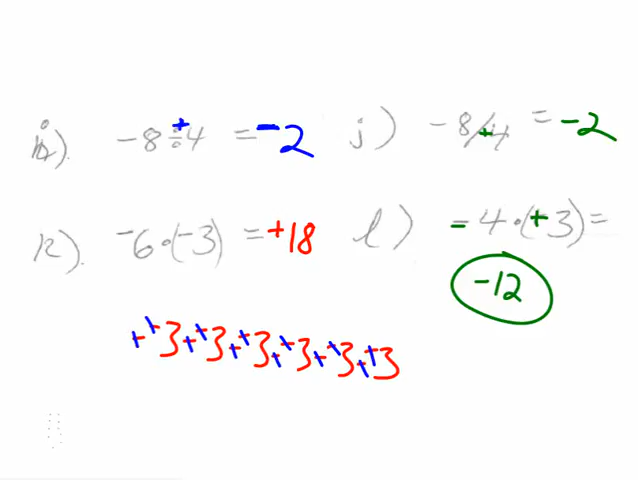 i). -8 ÷ +4 = -2 j) -8/+4 = -2
k). -6·(-3) = +18 l) -4·(+3) =
-12
++3++3++3++3++3++3